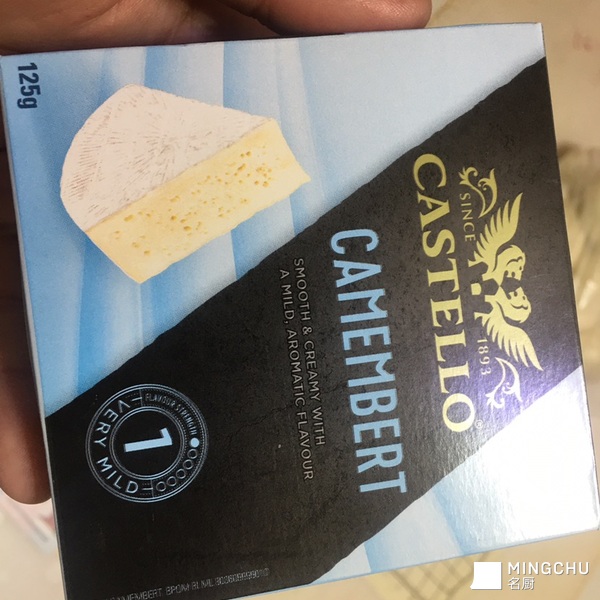 SINCE 1893
CASTELLO®
CAMEMBERT
SMOOTH & CREAMY WITH
A MILD, AROMATIC FLAVOUR
125g
FLAVOUR STRENGTH
1
VERY MILD
MINGCHU
名厨